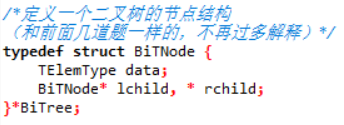 /*定义一个二叉树的节点结构
(和前面几道题一样的，不再过多解释)*/
typedef struct BiTNode {
TElemType data;
BiTNode* lchild, * rchild;
}*BiTree;